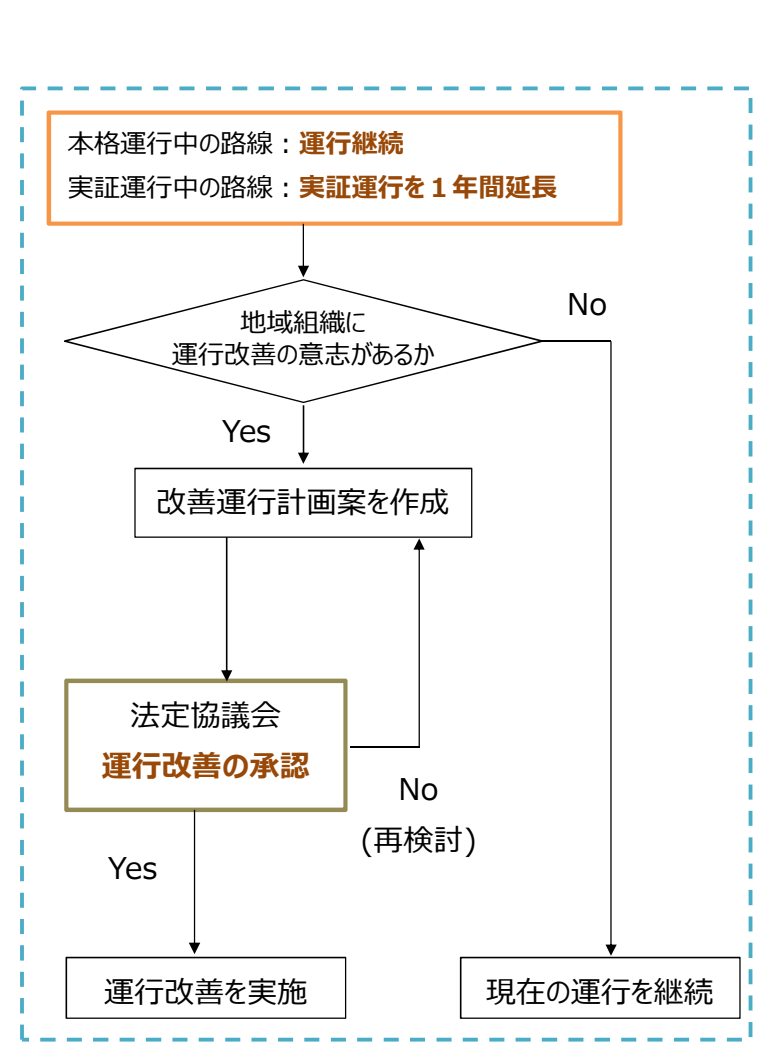 本格運行中の路線：運行継続
実証運行中の路線：実証運行を１年間延長
地域組織に
運行改善の意志があるか
No
Yes
改善運行計画案を作成
法定協議会
運行改善の承認
No
(再検討)
Yes
運行改善を実施
現在の運行を継続